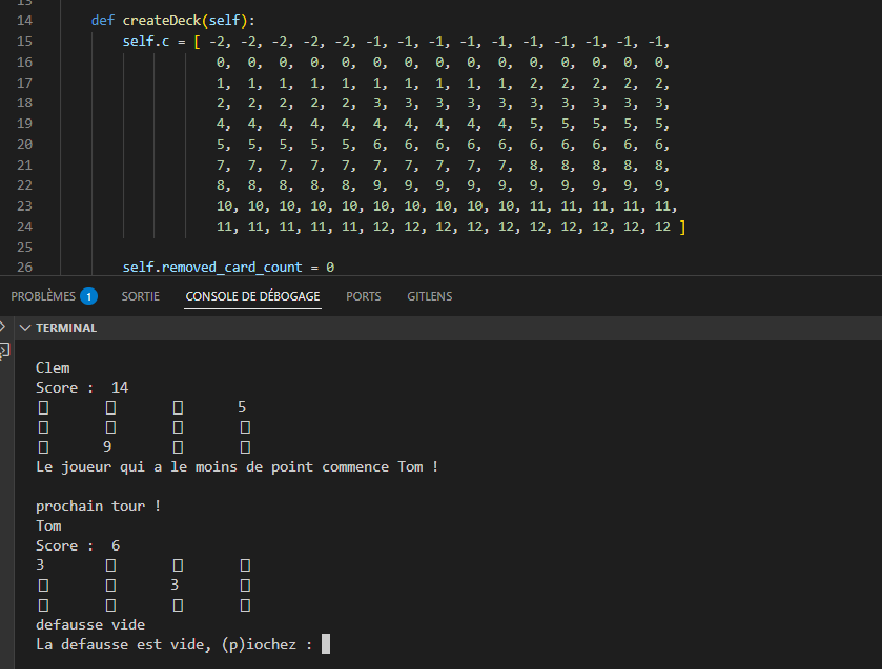 13
14 def createDeck(self):
15 self.c = [ -2, -2, -2, -2, -2, -1, -1, -1, -1, -1, -1, -1, -1, -1, -1,
16 0, 0, 0, 0, 0, 0, 0, 0, 0, 0, 0, 0, 0, 0, 0,
17 1, 1, 1, 1, 1, 1, 1, 1, 1, 1, 2, 2, 2, 2, 2,
18 2, 2, 2, 2, 2, 3, 3, 3, 3, 3, 3, 3, 3, 3, 3,
19 4, 4, 4, 4, 4, 4, 4, 4, 4, 4, 5, 5, 5, 5, 5,
20 5, 5, 5, 5, 5, 6, 6, 6, 6, 6, 6, 6, 6, 6, 6,
21 7, 7, 7, 7, 7, 7, 7, 7, 7, 7, 8, 8, 8, 8, 8,
22 8, 8, 8, 8, 8, 9, 9, 9, 9, 9, 9, 9, 9, 9, 9,
23 10, 10, 10, 10, 10, 10, 10, 10, 10, 10, 11, 11, 11, 11, 11,
24 11, 11, 11, 11, 11, 12, 12, 12, 12, 12, 12, 12, 12, 12, 12 ]
25
26 self.removed_card_count = 0
PROBLÈMES 1 SORTIE CONSOLE DE DÉBOGAGE PORTS GITLENS
TERMINAL
Clem
Score : 14
▯ ▯ ▯ 5
▯ ▯ ▯ ▯
▯ 9 ▯ ▯
Le joueur qui a le moins de point commence Tom !
prochain tour !
Tom
Score : 6
3 ▯ ▯ ▯
▯ ▯ 3 ▯
▯ ▯ ▯ ▯
defausse vide
La defausse est vide, (p)iochez :